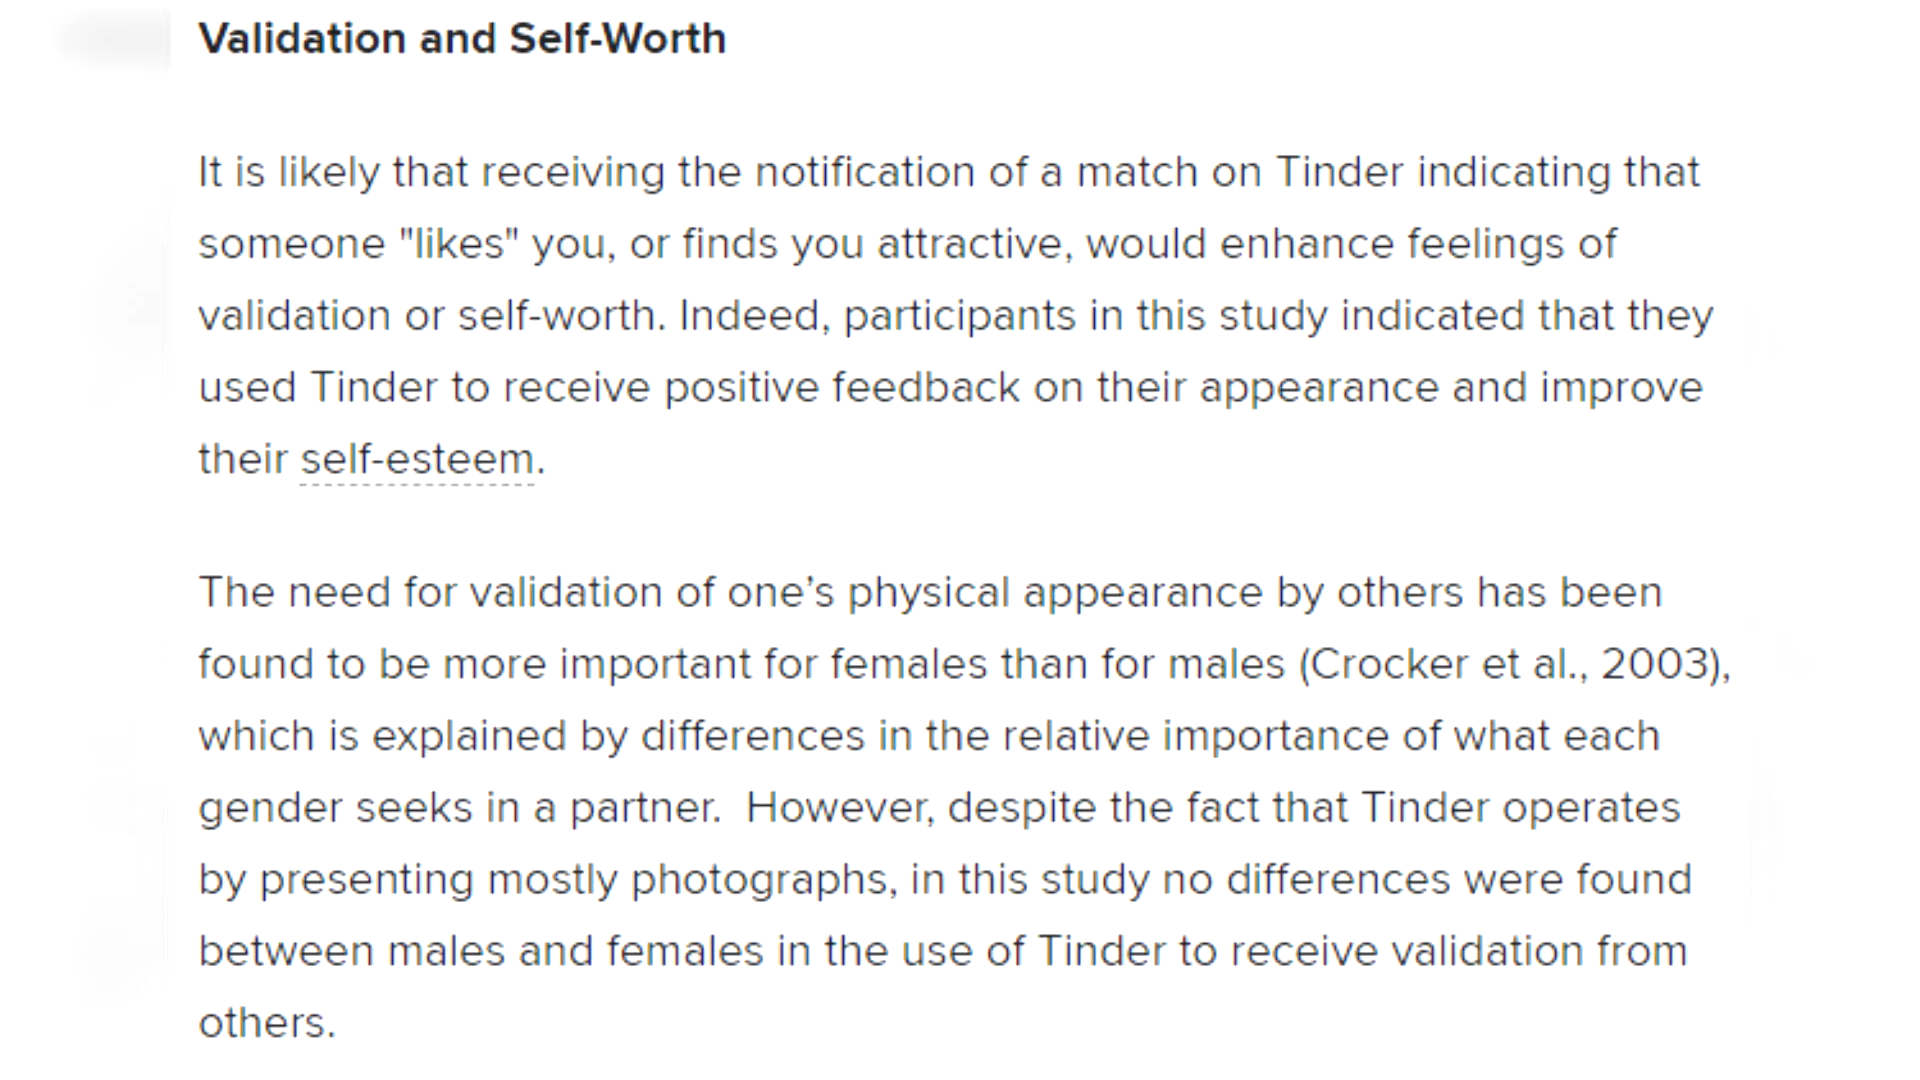 Validation and Self-Worth
It is likely that receiving the notification of a match on Tinder indicating that
someone "likes" you, or finds you attractive, would enhance feelings of
validation or self-worth. Indeed, participants in this study indicated that they
used Tinder to receive positive feedback on their appearance and improve
their self-esteem.
The need for validation of one’s physical appearance by others has been
found to be more important for females than for males (Crocker et al., 2003),
which is explained by differences in the relative importance of what each
gender seeks in a partner.  However, despite the fact that Tinder operates
by presenting mostly photographs, in this study no differences were found
between males and females in the use of Tinder to receive validation from
others.